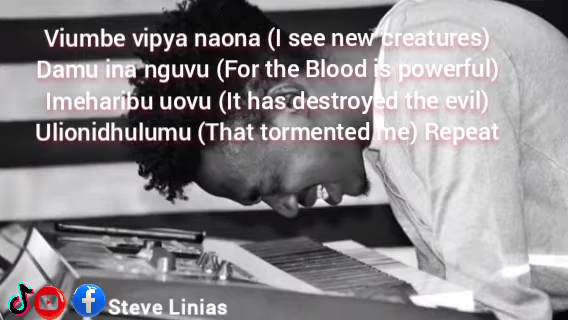 Viumbe vipya naona (I see new creatures)
Damu ina nguvu (For the Blood is powerful)
Imeharibu uovu (It has destroyed the evil)
Ulionidhulumu (That tormented me) Repeat
Steve Linias